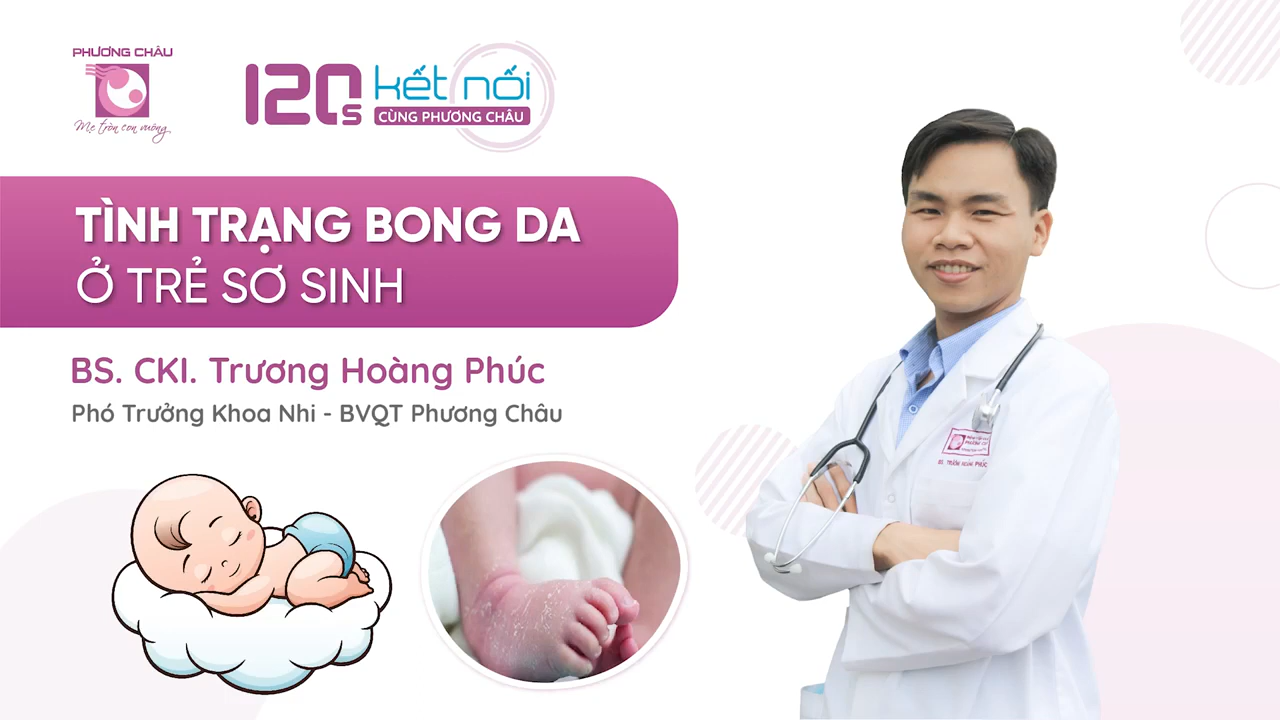 PHƯƠNG CHÂU
Mẹ tròn con vuông
120s kết nối
CÙNG PHƯƠNG CHÂU
TÌNH TRẠNG BONG DA
Ở TRẺ SƠ SINH
BS. CKI. Trương Hoàng Phúc
Phó Trưởng Khoa Nhi - BVQT Phương Châu